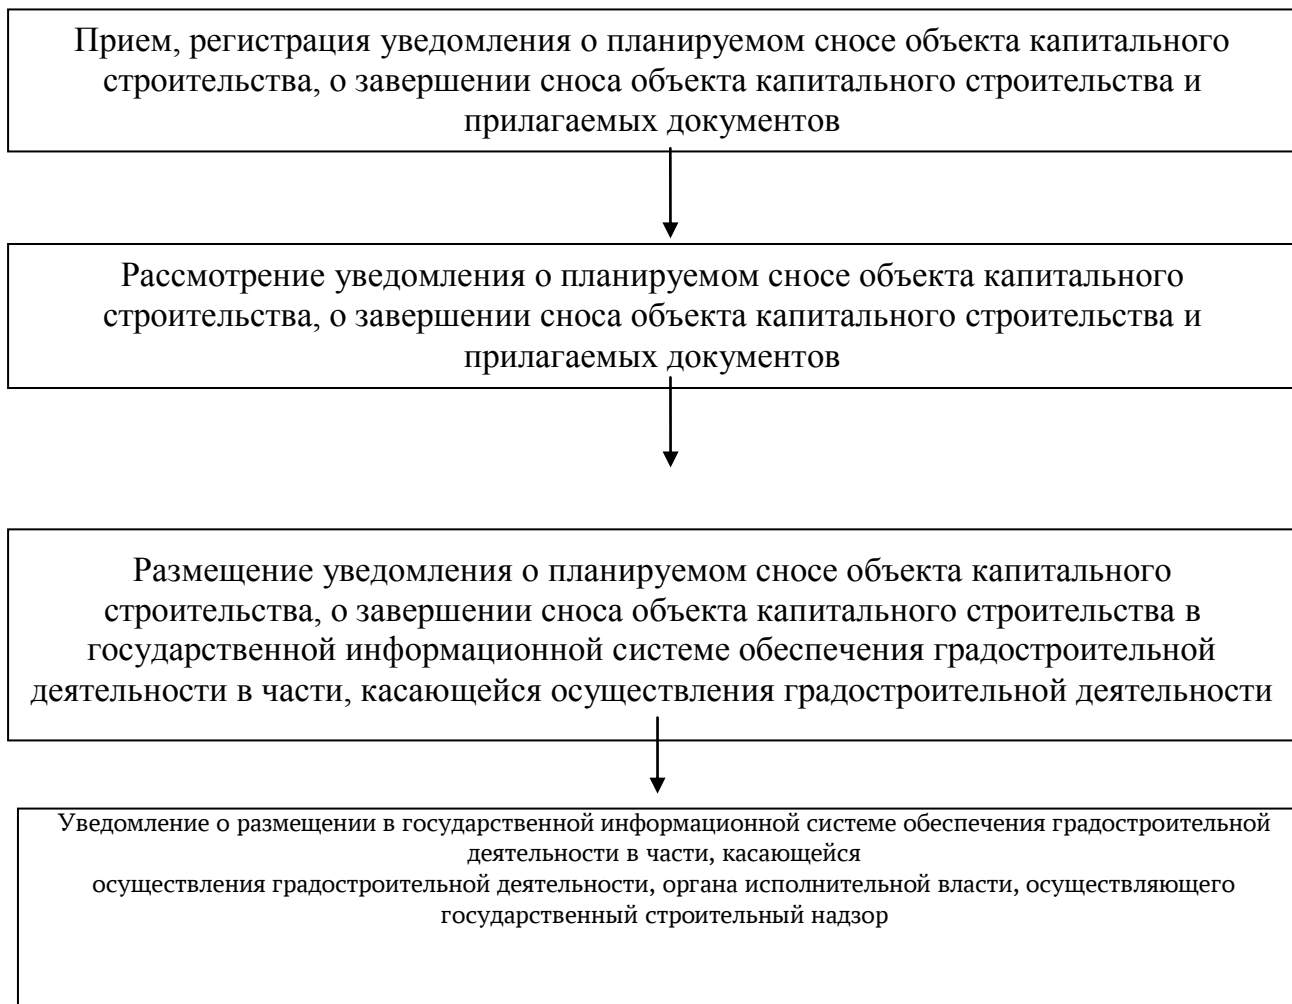 Прием, регистрация уведомления о планируемом сносе объекта капитального
строительства, о завершении сноса объекта капитального строительства и
прилагаемых документов
Рассмотрение уведомления о планируемом сносе объекта капитального
строительства, о завершении сноса объекта капитального строительства и
прилагаемых документов
Размещение уведомления о планируемом сносе объекта капитального
строительства, о завершении сноса объекта капитального строительства в
государственной информационной системе обеспечения градостроительной
деятельности в части, касающейся осуществления градостроительной деятельности
Уведомление о размещении в государственной информационной системе обеспечения градостроительной
деятельности в части, касающейся
осуществления градостроительной деятельности, органа исполнительной власти, осуществляющего
государственный строительный надзор